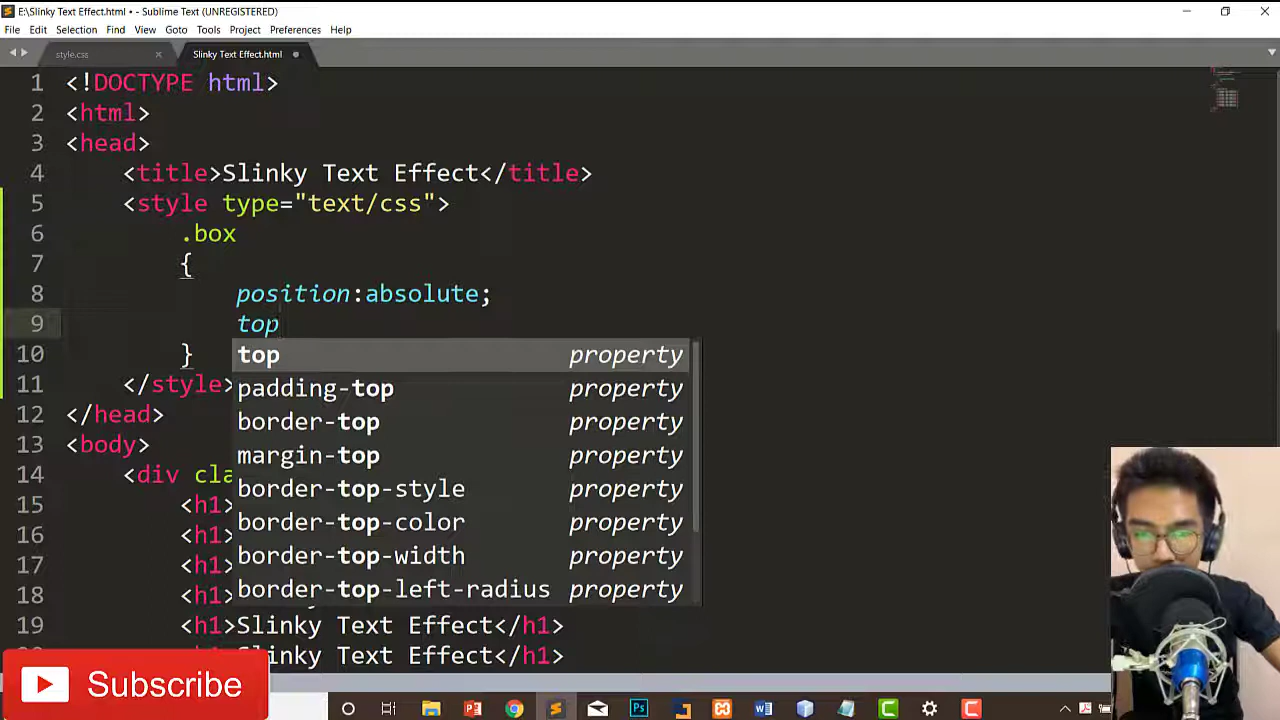 E:\Slinky Text Effect.html • - Sublime Text (UNREGISTERED)
File Edit Selection Find View Goto Tools Project Preferences Help
style.css Slinky Text Effect.html
1 <!DOCTYPE html>
2 <html>
3 <head>
4 <title>Slinky Text Effect</title>
5 <style type="text/css">
6 .box
7 {
8 position:absolute;
9 top
10 }
top property
11 </style>
padding-top property
12 </head>
border-top property
13 <body>
margin-top property
14 <div cla
border-top-style property
15 <h1>
border-top-color property
16 <h1>
border-top-width property
17 <h1>
border-top-left-radius property
18 <h1>
19 <h1>Slinky Text Effect</h1>
linky Text Effect</h1>
Subscribe